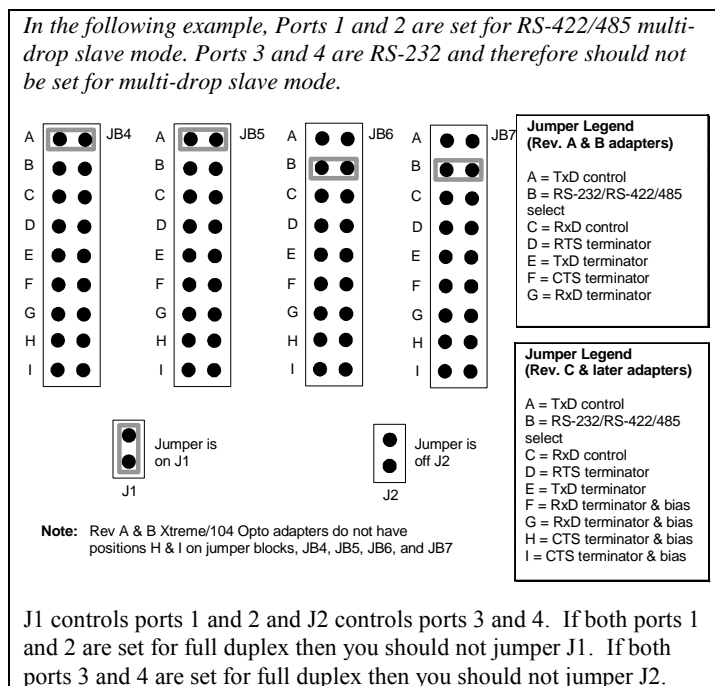 In the following example, Ports 1 and 2 are set for RS-422/485 multi-
drop slave mode. Ports 3 and 4 are RS-232 and therefore should not
be set for multi-drop slave mode.
A JB4
B
C
D
E
F
G
H
I
A JB5
B
C
D
E
F
G
H
I
A JB6
B
C
D
E
F
G
H
I
A JB7
B
C
D
E
F
G
H
I
Jumper Legend
(Rev. A & B adapters)
A = TxD control
B = RS-232/RS-422/485
select
C = RxD control
D = RTS terminator
E = TxD terminator
F = CTS terminator
G = RxD terminator
Jumper Legend
(Rev. C & later adapters)
A = TxD control
B = RS-232/RS-422/485
select
C = RxD control
D = RTS terminator
E = TxD terminator
F = RxD terminator & bias
G = RxD terminator & bias
H = CTS terminator & bias
I = CTS terminator & bias
Jumper is
on J1
J1
Jumper is
off J2
J2
Note: Rev A & B Xtreme/104 Opto adapters do not have
positions H & I on jumper blocks, JB4, JB5, JB6, and JB7
J1 controls ports 1 and 2 and J2 controls ports 3 and 4. If both ports 1
and 2 are set for full duplex then you should not jumper J1. If both
ports 3 and 4 are set for full duplex then you should not jumper J2.